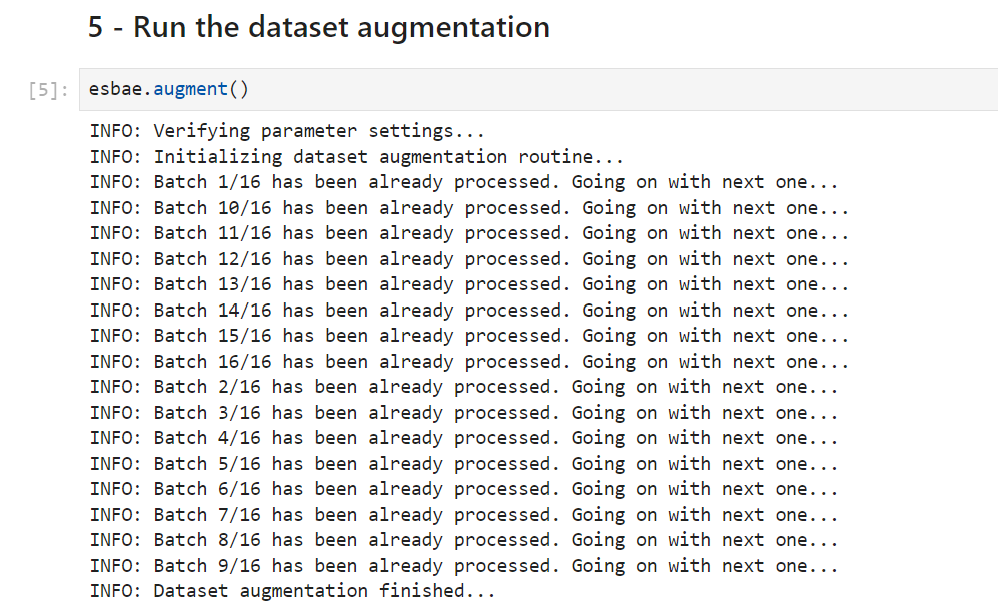 5 - Run the dataset augmentation
[5]: esbae.augment()
INFO: Verifying parameter settings...
INFO: Initializing dataset augmentation routine...
INFO: Batch 1/16 has been already processed. Going on with next one...
INFO: Batch 10/16 has been already processed. Going on with next one...
INFO: Batch 11/16 has been already processed. Going on with next one...
INFO: Batch 12/16 has been already processed. Going on with next one...
INFO: Batch 13/16 has been already processed. Going on with next one...
INFO: Batch 14/16 has been already processed. Going on with next one...
INFO: Batch 15/16 has been already processed. Going on with next one...
INFO: Batch 16/16 has been already processed. Going on with next one...
INFO: Batch 2/16 has been already processed. Going on with next one...
INFO: Batch 3/16 has been already processed. Going on with next one...
INFO: Batch 4/16 has been already processed. Going on with next one...
INFO: Batch 5/16 has been already processed. Going on with next one...
INFO: Batch 6/16 has been already processed. Going on with next one...
INFO: Batch 7/16 has been already processed. Going on with next one...
INFO: Batch 8/16 has been already processed. Going on with next one...
INFO: Batch 9/16 has been already processed. Going on with next one...
INFO: Dataset augmentation finished...